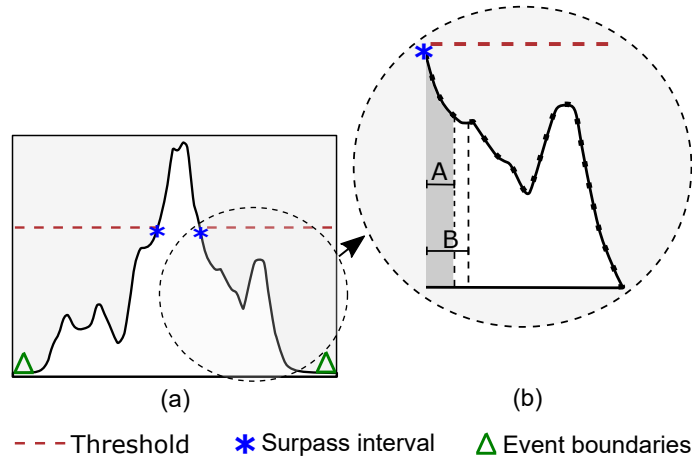 A
B
(a)
(b)
Threshold
Surpass interval
Event boundaries